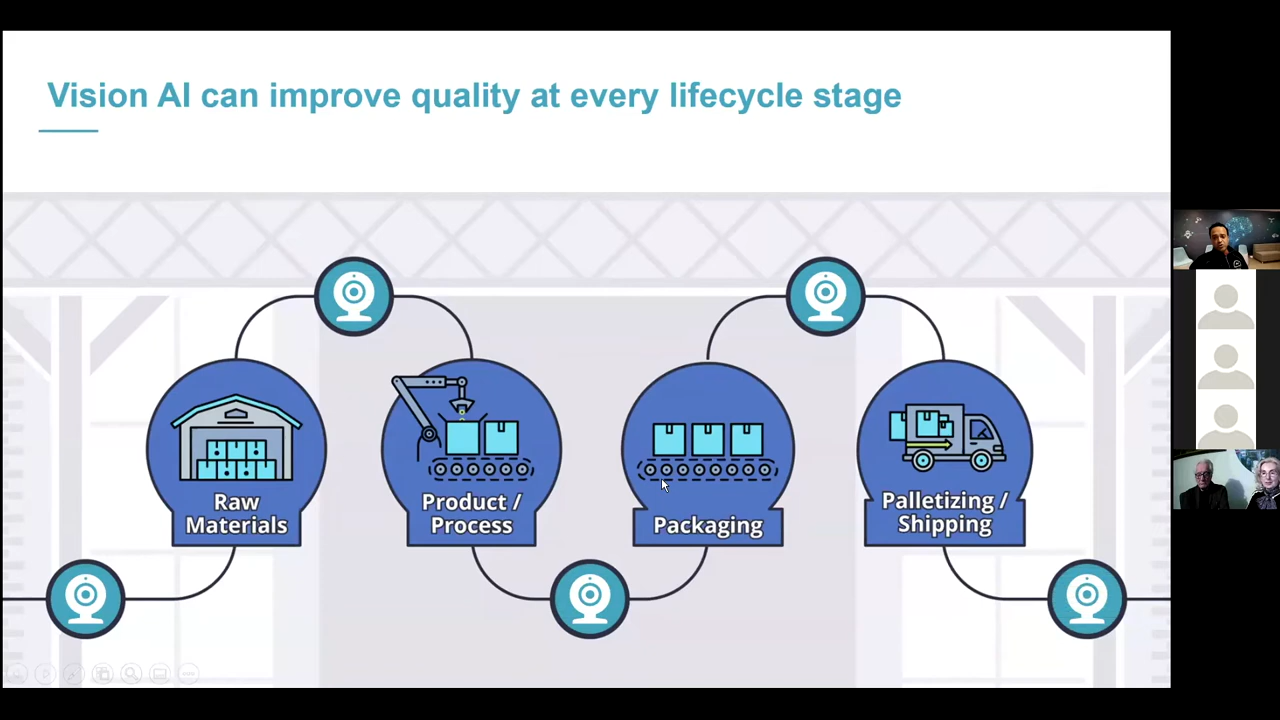 Vision AI can improve quality at every lifecycle stage
Raw
Materials
Product /
Process
Packaging
Palletizing /
Shipping